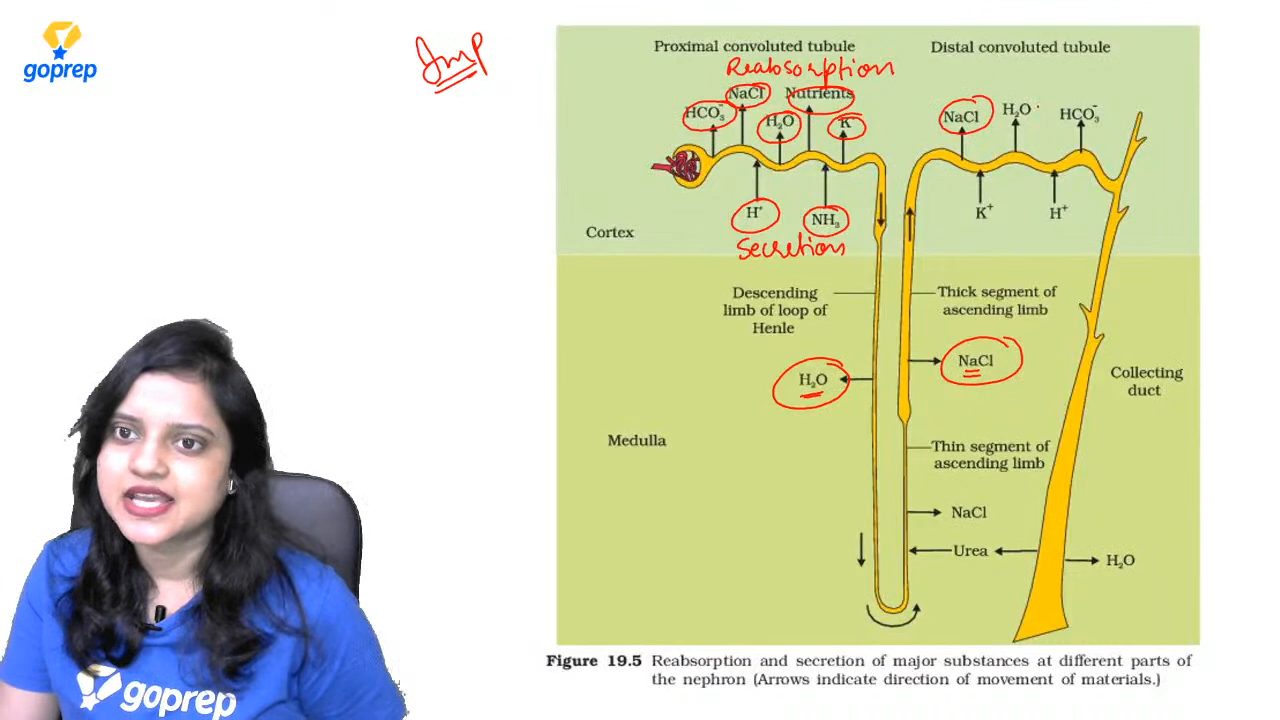 goprep
Imp
Proximal convoluted tubule
Distal convoluted tubule
Reabsorption
NaCl
Nutrients
HCO₃⁻
H₂O
K⁻
NaCl
H₂O
HCO₃⁻
H⁺
NH₃
K⁺
H⁺
Secretion
Cortex
Descending
limb of loop of
Henle
Thick segment of
ascending limb
H₂O
NaCl
Collecting
duct
Medulla
Thin segment of
ascending limb
NaCl
Urea
H₂O
Figure 19.5 Reabsorption and secretion of major substances at different parts of
the nephron (Arrows indicate direction of movement of materials.)
goprep